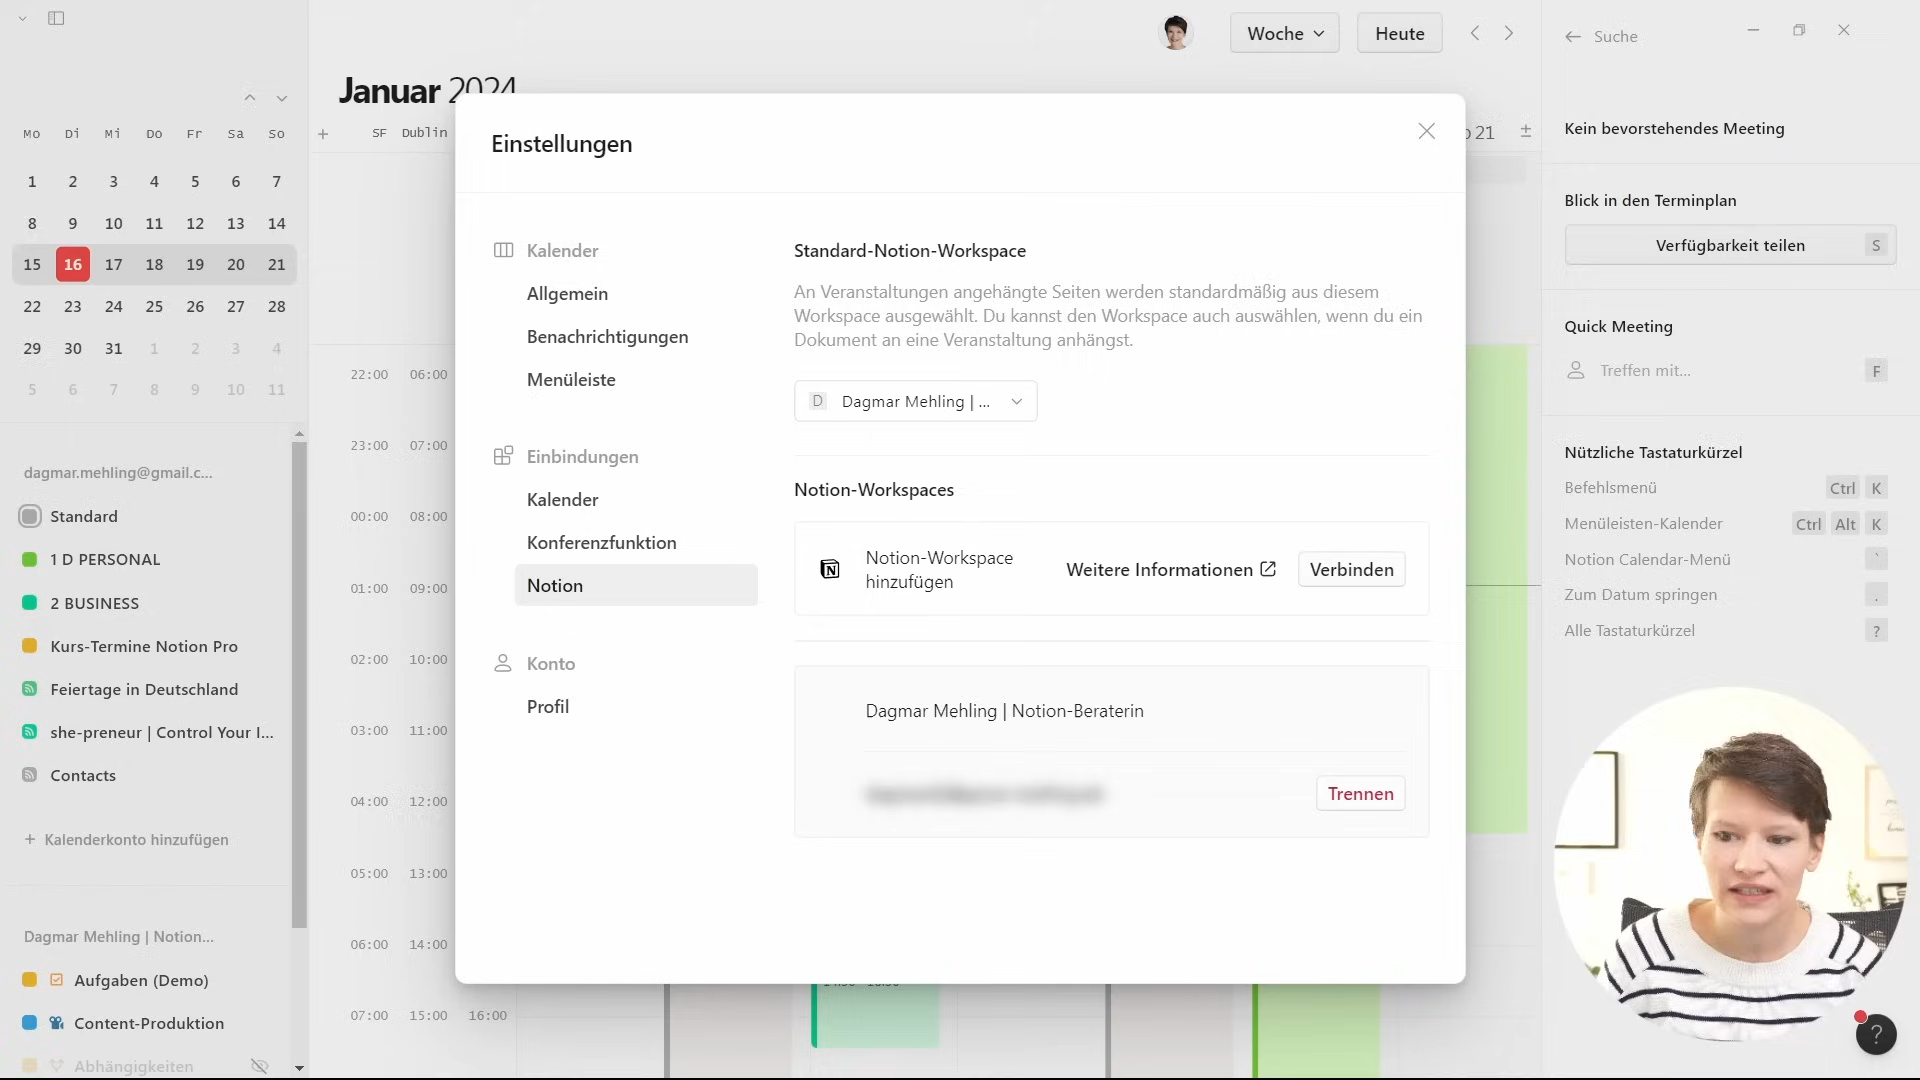 Woche
Heute
Suche
Januar 2024
Mo Di Mi Do Fr Sa So
1 2 3 4 5 6 7
8 9 10 11 12 13 14
15 16 17 18 19 20 21
22 23 24 25 26 27 28
29 30 31 1 2 3 4
5 6 7 8 9 10 11
dagmar.mehling@gmail.c...
Standard
1 D PERSONAL
2 BUSINESS
Kurs-Termine Notion Pro
Feiertage in Deutschland
she-preneur | Control Your I...
Contacts
+ Kalenderkonto hinzufügen
Dagmar Mehling | Notion...
Aufgaben (Demo)
Content-Produktion
Abhängigkeiten
+ SF Dublin
22:00 06:00
23:00 07:00
00:00 08:00
01:00 09:00
02:00 10:00
03:00 11:00
04:00 12:00
05:00 13:00
06:00 14:00
07:00 15:00 16:00
21
Einstellungen
Kalender
Allgemein
Benachrichtigungen
Menüleiste
Einbindungen
Kalender
Konferenzfunktion
Notion
Konto
Profil
Standard-Notion-Workspace
An Veranstaltungen angehängte Seiten werden standardmäßig aus diesem
Workspace ausgewählt. Du kannst den Workspace auch auswählen, wenn du ein
Dokument an eine Veranstaltung anhängst.
D Dagmar Mehling | ...
Notion-Workspaces
Notion-Workspace
hinzufügen
Weitere Informationen
Verbinden
Dagmar Mehling | Notion-Beraterin
Trennen
Kein bevorstehendes Meeting
Blick in den Terminplan
Verfügbarkeit teilen S
Quick Meeting
Treffen mit... F
Nützliche Tastaturkürzel
Befehlsmenü Ctrl K
Menüleisten-Kalender Ctrl Alt K
Notion Calendar-Menü `
Zum Datum springen .
Alle Tastaturkürzel ?
?